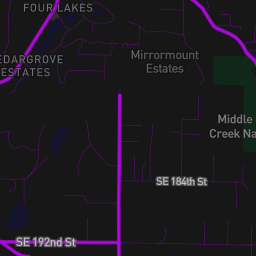 FOUR LAKES
Mirrormount
Estates
EDARGROVE
ESTATES
Middle
Creek Na
SE 184th St
SE 192nd St